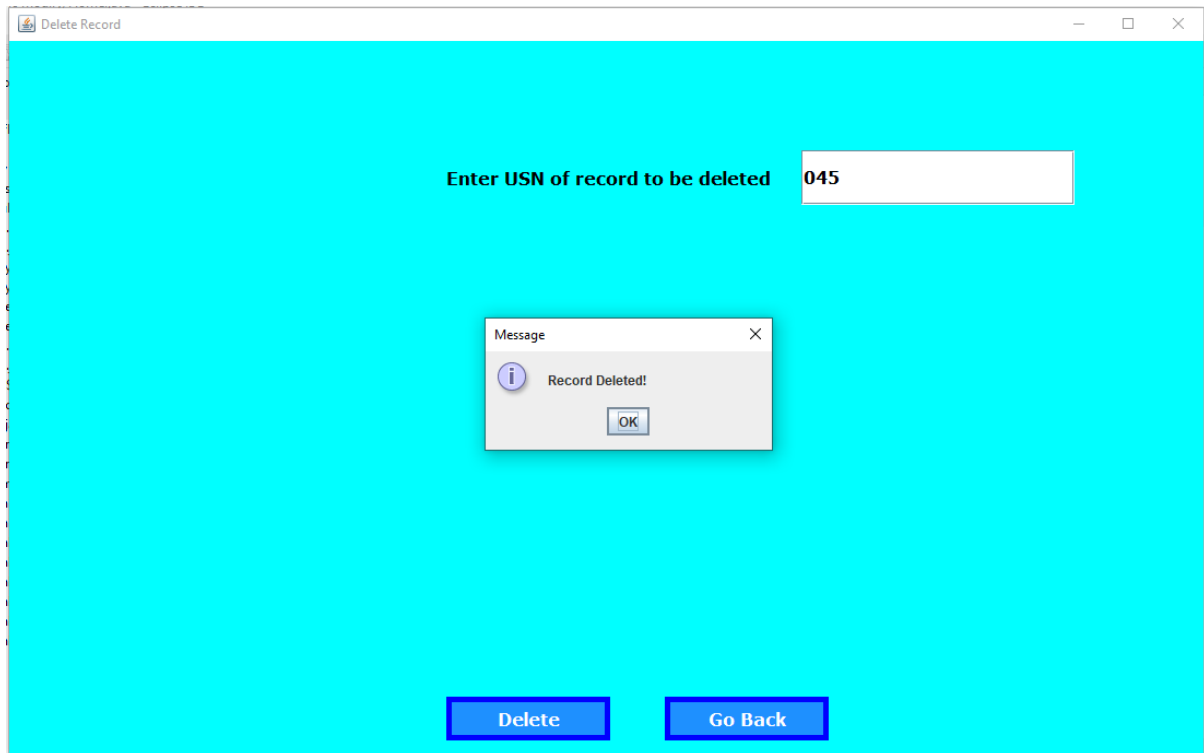 Delete Record
Enter USN of record to be deleted 045
Message
i
Record Deleted!
OK
Delete Go Back